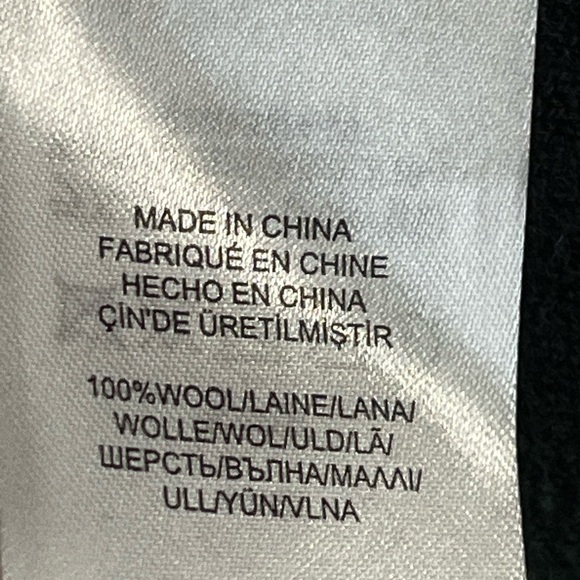 MADE IN CHINA
FABRIQUÉ EN CHINE
HECHO EN CHINA
ÇİN'DE ÜRETİLMİŞTİR
100%WOOL/LAINE/LANA/
WOLLE/WOL/ULD/LÃ/
ШЕРСТЬ/ВЪЛНА/ΜΑΛΛΙ/
ULL/YÜN/VLNA